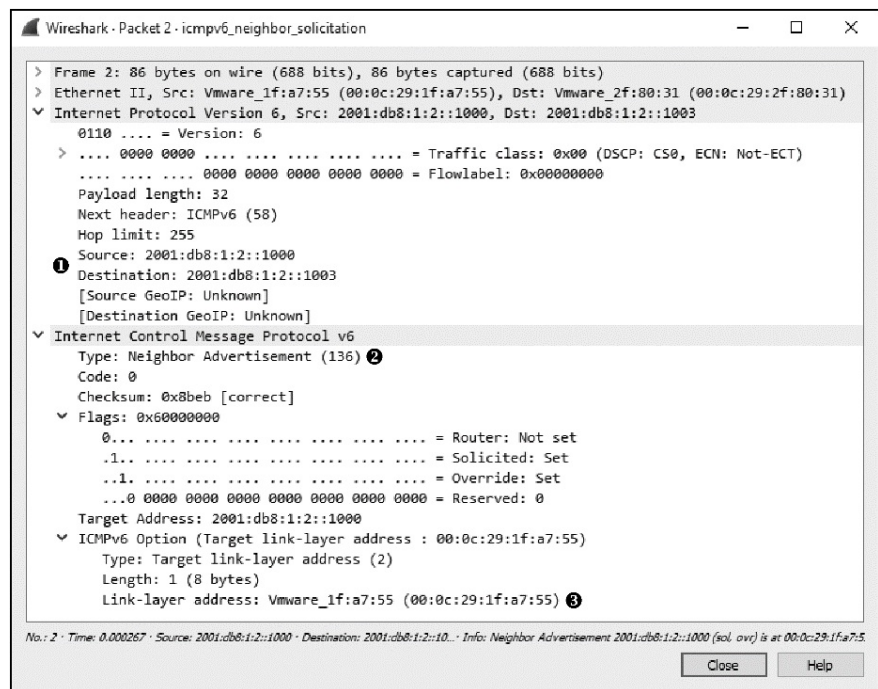 Wireshark · Packet 2 · icmpv6_neighbor_solicitation
Frame 2: 86 bytes on wire (688 bits), 86 bytes captured (688 bits)
Ethernet II, Src: Vmware_1f:a7:55 (00:0c:29:1f:a7:55), Dst: Vmware_2f:80:31 (00:0c:29:2f:80:31)
Internet Protocol Version 6, Src: 2001:db8:1:2::1000, Dst: 2001:db8:1:2::1003
0110 .... = Version: 6
.... 0000 0000 .... .... .... .... .... = Traffic class: 0x00 (DSCP: CS0, ECN: Not-ECT)
.... .... .... 0000 0000 0000 0000 0000 = Flowlabel: 0x00000000
Payload length: 32
Next header: ICMPv6 (58)
Hop limit: 255
Source: 2001:db8:1:2::1000
❶
Destination: 2001:db8:1:2::1003
[Source GeoIP: Unknown]
[Destination GeoIP: Unknown]
Internet Control Message Protocol v6
Type: Neighbor Advertisement (136) ❷
Code: 0
Checksum: 0x8beb [correct]
Flags: 0x60000000
0... .... .... .... .... .... .... .... = Router: Not set
.1.. .... .... .... .... .... .... .... = Solicited: Set
..1. .... .... .... .... .... .... .... = Override: Set
...0 0000 0000 0000 0000 0000 0000 0000 = Reserved: 0
Target Address: 2001:db8:1:2::1000
ICMPv6 Option (Target link-layer address : 00:0c:29:1f:a7:55)
Type: Target link-layer address (2)
Length: 1 (8 bytes)
Link-layer address: Vmware_1f:a7:55 (00:0c:29:1f:a7:55) ❸
No.: 2 · Time: 0.000267 · Source: 2001:db8:1:2::1000 · Destination: 2001:db8:1:2::10... · Info: Neighbor Advertisement 2001:db8:1:2::1000 (sol, ovr) is at 00:0c:29:1f:a7:5
Close
Help